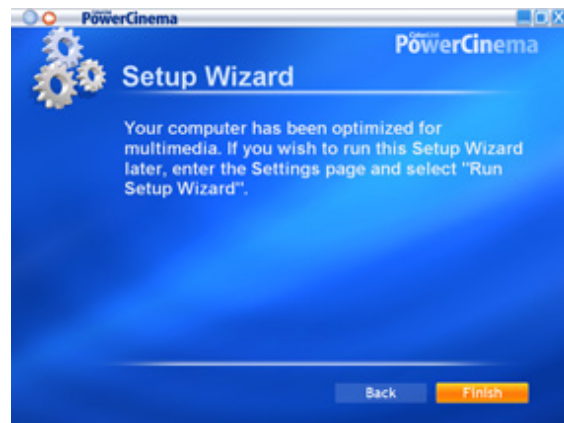 PowerCinema
CyberLink
PowerCinema
Setup Wizard
Your computer has been optimized for
multimedia. If you wish to run this Setup Wizard
later, enter the Settings page and select "Run
Setup Wizard".
Back
Finish